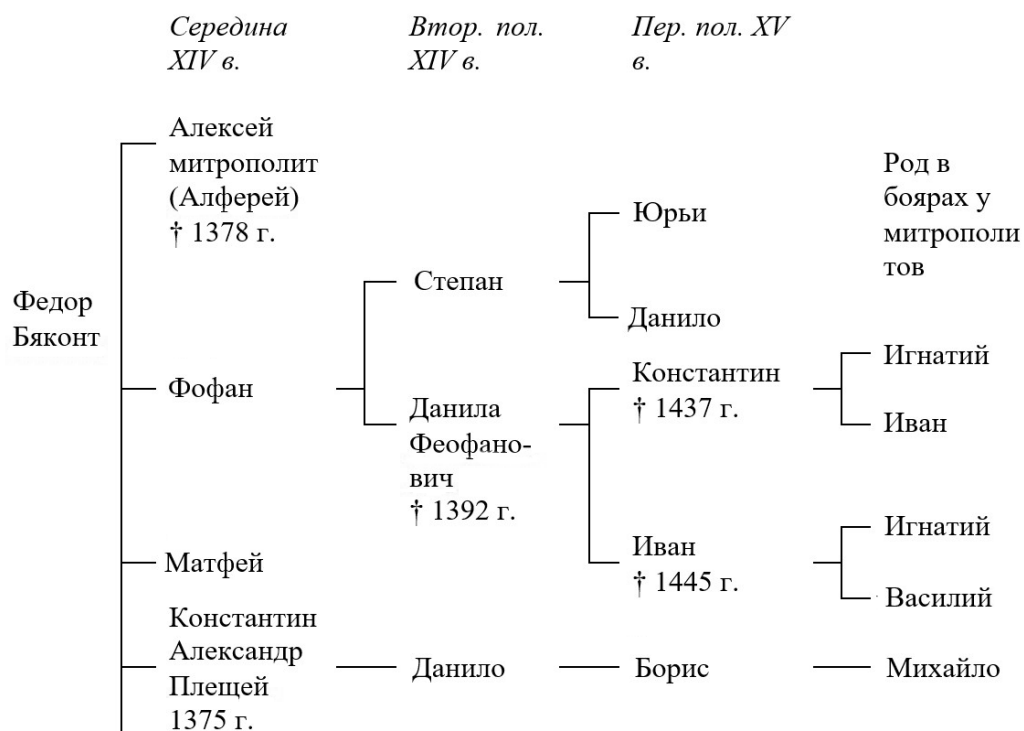 Середина
XIV в.
Втор. пол.
XIV в.
Пер. пол. XV
в.
Алексей
митрополит
(Алферей)
† 1378 г.
Род в
боярах у
митрополи
тов
Юрьи
Степан
Данило
Федор
Бяконт
Фофан
Константин
† 1437 г.
Игнатий
Иван
Данила
Феофано-
вич
† 1392 г.
Матфей
Иван
† 1445 г.
Игнатий
Василий
Константин
Александр
Плещей
1375 г.
Данило
Борис
Михайло